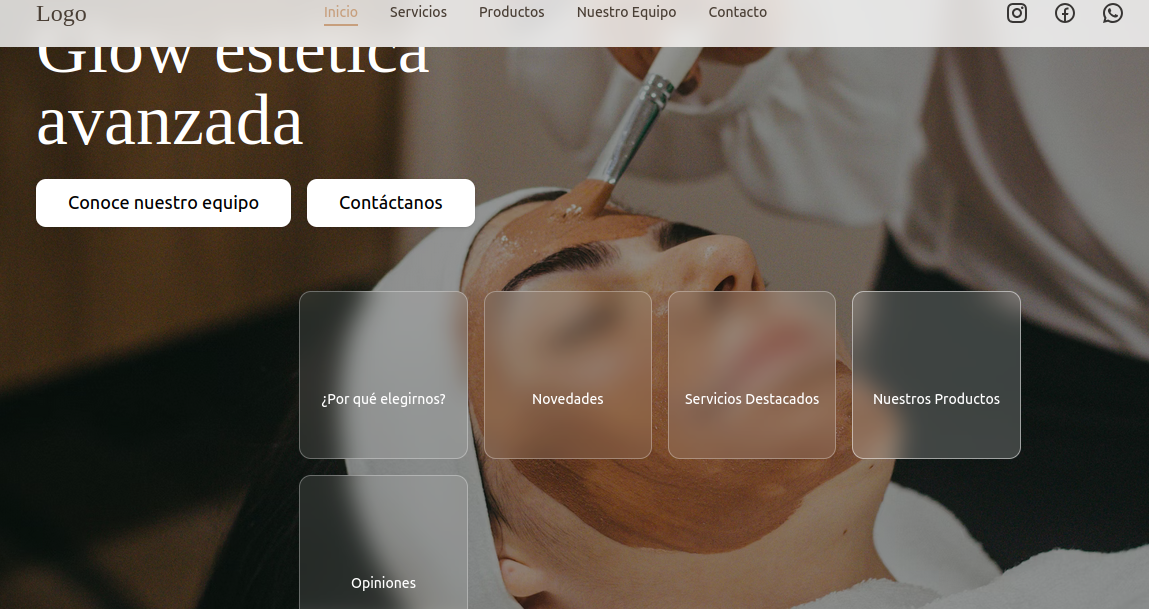 Logo
Inicio
Servicios
Productos
Nuestro Equipo
Contacto
Glow estética
avanzada
Conoce nuestro equipo
Contáctanos
¿Por qué elegirnos?
Novedades
Servicios Destacados
Nuestros Productos
Opiniones